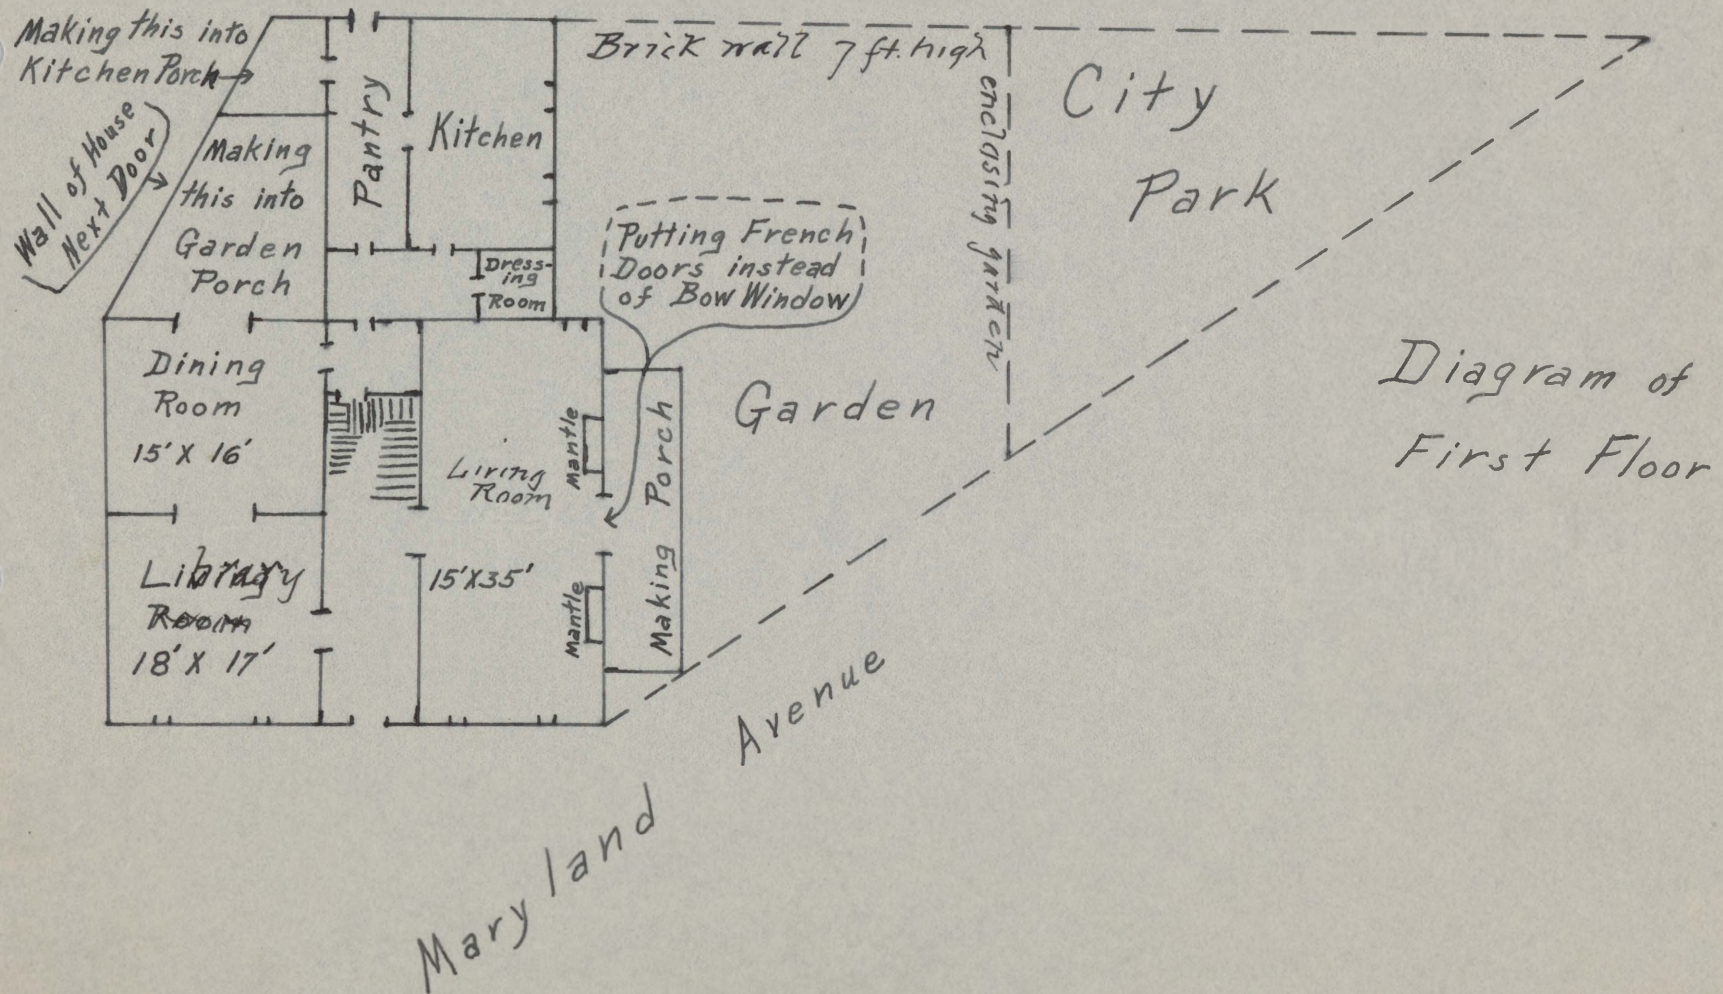 Making this into
Kitchen Porch
Wall of House
Next Door
Making
this into
Garden
Porch
Pantry
Kitchen
Brick wall 7 ft. high
enclosing garden
City
Park
Dress-
ing
Room
Putting French
Doors instead
of Bow Window
Dining
Room
15' X 16'
Living
Room
15'X35'
Mantle
Mantle
Making Porch
Garden
Diagram of
First Floor
Library
Room
18' X 17'
Maryland Avenue